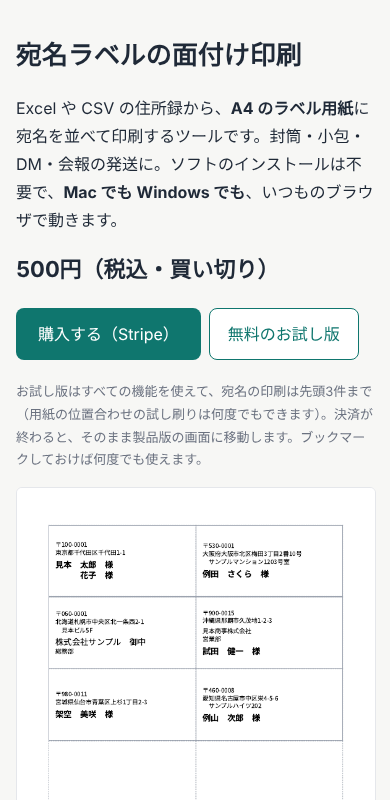 宛名ラベルの面付け印刷
Excel や CSV の住所録から、A4 のラベル用紙に
宛名を並べて印刷するツールです。封筒・小包・
DM・会報の発送に。ソフトのインストールは不
要で、Mac でも Windows でも、いつものブラウ
ザで動きます。
500円（税込・買い切り）
購入する（Stripe）
無料のお試し版
お試し版はすべての機能を使えて、宛名の印刷は先頭3件まで
（用紙の位置合わせの試し刷りは何度でもできます）。決済が
終わると、そのまま製品版の画面に移動します。ブックマー
クしておけば何度でも使えます。
〒100-0001
東京都千代田区千代田1-1
見本 太郎 様
花子 様
〒530-0001
大阪府大阪市北区梅田3丁目2番10号
サンプルマンション1203号室
例田 さくら 様
〒060-0001
北海道札幌市中央区北一条西2-1
見本ビル5F
株式会社サンプル 御中
総務部
〒900-0015
沖縄県那覇市久茂地1-2-3
見本商事株式会社
営業部
試田 健一 様
〒980-0011
宮城県仙台市青葉区上杉1丁目2-3
架空 美咲 様
〒460-0008
愛知県名古屋市中区栄4-5-6
サンプルハイツ202
例山 次郎 様